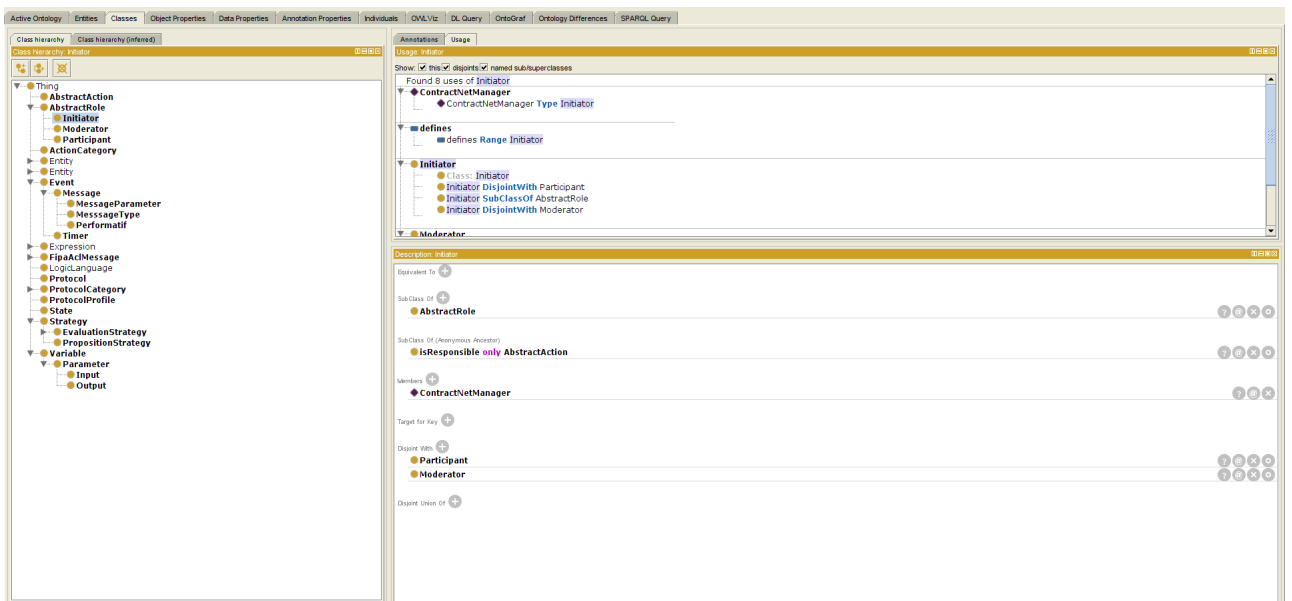 Active Ontology Entities Classes Object Properties Data Properties Annotation Properties Individuals OWLViz DL Query OntoGraf Ontology Differences SPARQL Query
Class hierarchy Class hierarchy (inferred)
Class hierarchy: Initiator
Thing
AbstractAction
AbstractRole
Initiator
Moderator
Participant
ActionCategory
Entity
Entity
Event
Message
MessageParameter
MesssageType
Performatif
Timer
Expression
FipaAclMessage
LogicLanguage
Protocol
ProtocolCategory
ProtocolProfile
State
Strategy
EvaluationStrategy
PropositionStrategy
Variable
Parameter
Input
Output
Annotations Usage
Usage: Initiator
Show: this disjoints named sub/superclasses
Found 8 uses of Initiator
ContractNetManager
ContractNetManager Type Initiator
defines
defines Range Initiator
Initiator
Class: Initiator
Initiator DisjointWith Participant
Initiator SubClassOf AbstractRole
Initiator DisjointWith Moderator
Moderator
Description: Initiator
Equivalent To
SubClass Of
AbstractRole
SubClass Of (Anonymous Ancestor)
isResponsible only AbstractAction
Members
ContractNetManager
Target for Key
Disjoint With
Participant
Moderator
Disjoint Union Of